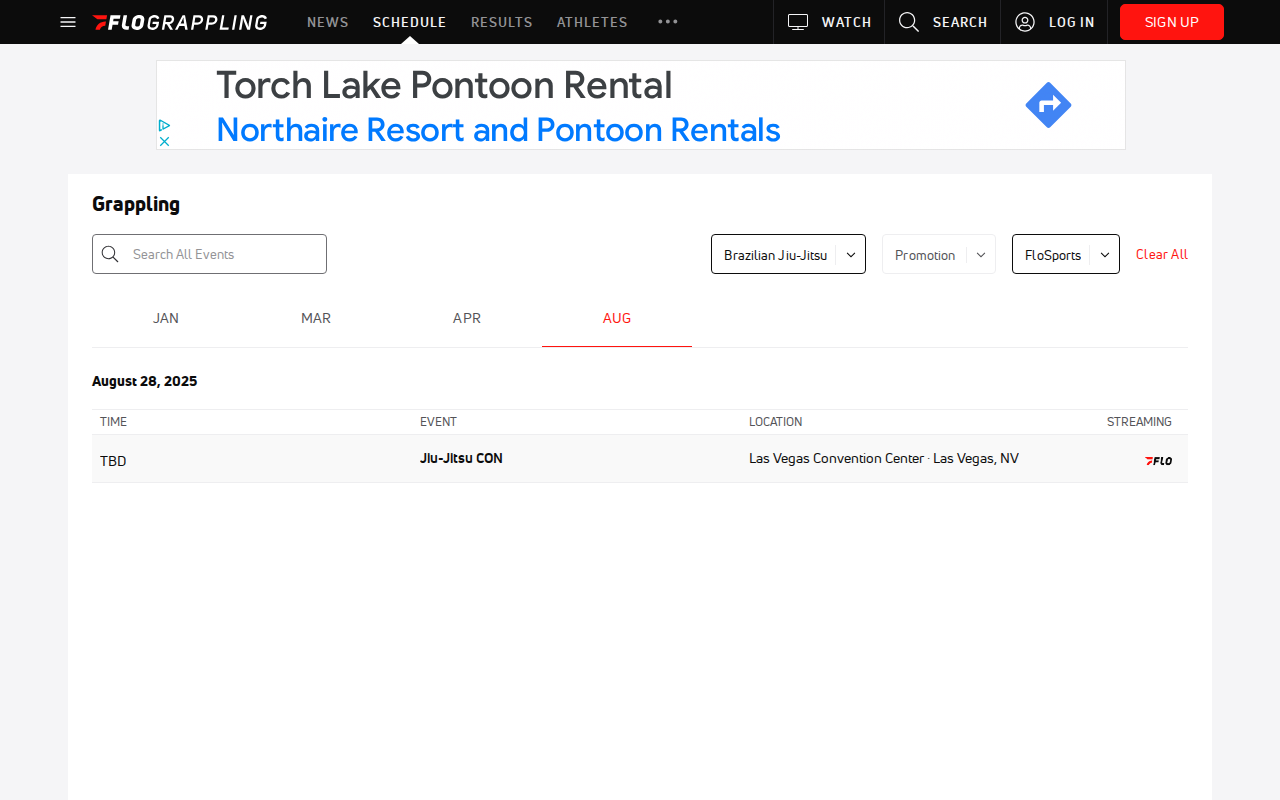 FLOGRAPPLING NEWS SCHEDULE RESULTS ATHLETES WATCH SEARCH LOG IN SIGN UP
Torch Lake Pontoon Rental
Northaire Resort and Pontoon Rentals
Grappling
Search All Events Brazilian Jiu-Jitsu Promotion FloSports Clear All
JAN MAR APR AUG
August 28, 2025
TIME EVENT LOCATION STREAMING
TBD Jiu-Jitsu CON Las Vegas Convention Center · Las Vegas, NV FLO